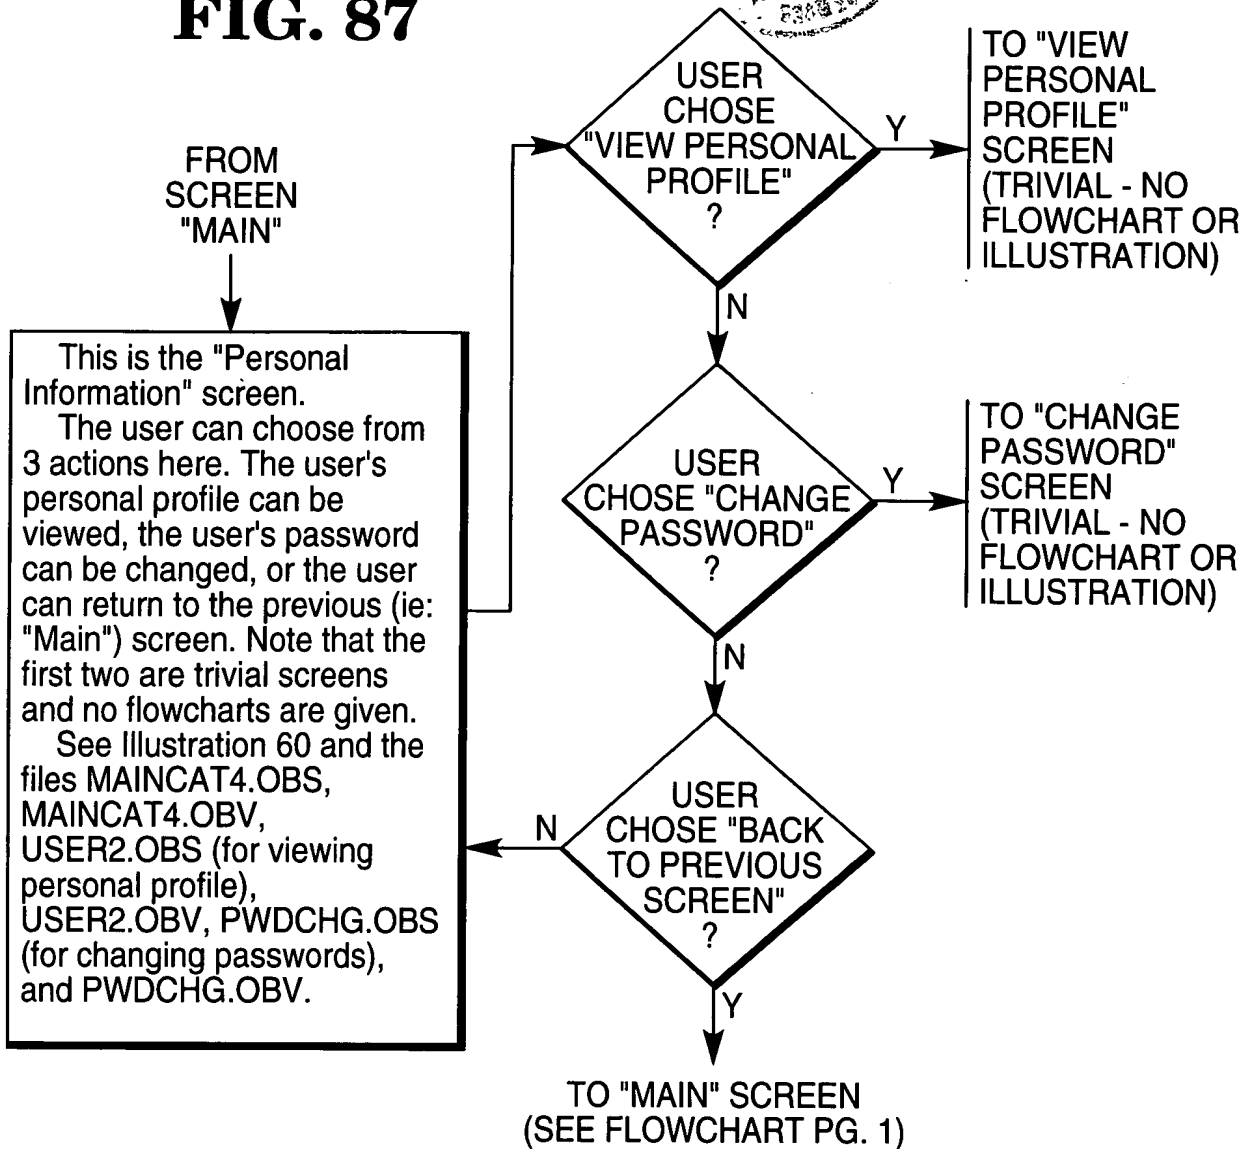 FIG. 87
FROM
SCREEN
"MAIN"
This is the "Personal
Information" screen.
The user can choose from
3 actions here. The user's
personal profile can be
viewed, the user's password
can be changed, or the user
can return to the previous (ie:
"Main") screen. Note that the
first two are trivial screens
and no flowcharts are given.
See Illustration 60 and the
files MAINCAT4.OBS,
MAINCAT4.OBV,
USER2.OBS (for viewing
personal profile),
USER2.OBV, PWDCHG.OBS
(for changing passwords),
and PWDCHG.OBV.
USER
CHOSE
"VIEW PERSONAL
PROFILE"
?
Y
TO "VIEW
PERSONAL
PROFILE"
SCREEN
(TRIVIAL - NO
FLOWCHART OR
ILLUSTRATION)
N
USER
CHOSE "CHANGE
PASSWORD"
?
Y
TO "CHANGE
PASSWORD"
SCREEN
(TRIVIAL - NO
FLOWCHART OR
ILLUSTRATION)
N
USER
CHOSE "BACK
TO PREVIOUS
SCREEN"
?
N
Y
TO "MAIN" SCREEN
(SEE FLOWCHART PG. 1)